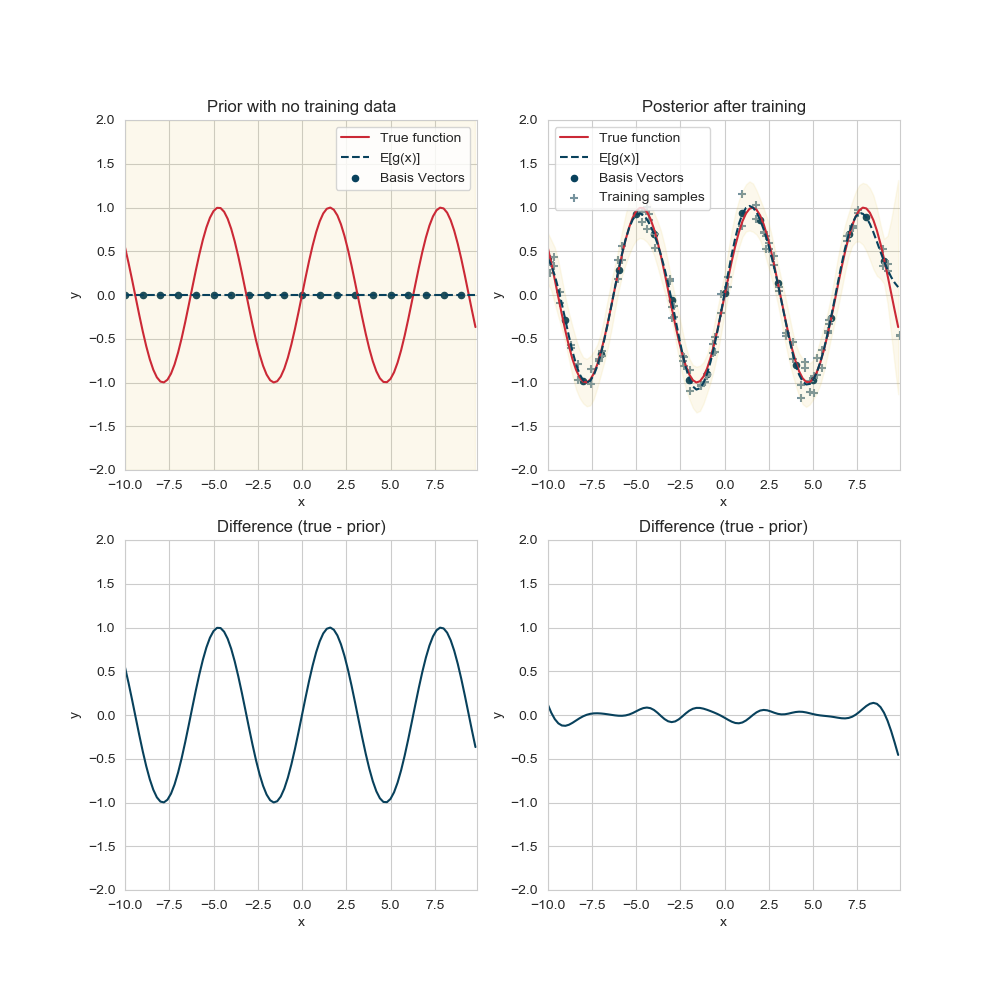 Prior with no training data
2.0
1.5
1.0
0.5
0.0
−0.5
−1.0
−1.5
−2.0
y
True function
E[g(x)]
Basis Vectors
−10.0 −7.5 −5.0 −2.5 0.0 2.5 5.0 7.5
x
Posterior after training
2.0
1.5
1.0
0.5
0.0
−0.5
−1.0
−1.5
−2.0
y
True function
E[g(x)]
Basis Vectors
Training samples
−10.0 −7.5 −5.0 −2.5 0.0 2.5 5.0 7.5
x
Difference (true - prior)
2.0
1.5
1.0
0.5
0.0
−0.5
−1.0
−1.5
−2.0
y
−10.0 −7.5 −5.0 −2.5 0.0 2.5 5.0 7.5
x
Difference (true - prior)
2.0
1.5
1.0
0.5
0.0
−0.5
−1.0
−1.5
−2.0
y
−10.0 −7.5 −5.0 −2.5 0.0 2.5 5.0 7.5
x